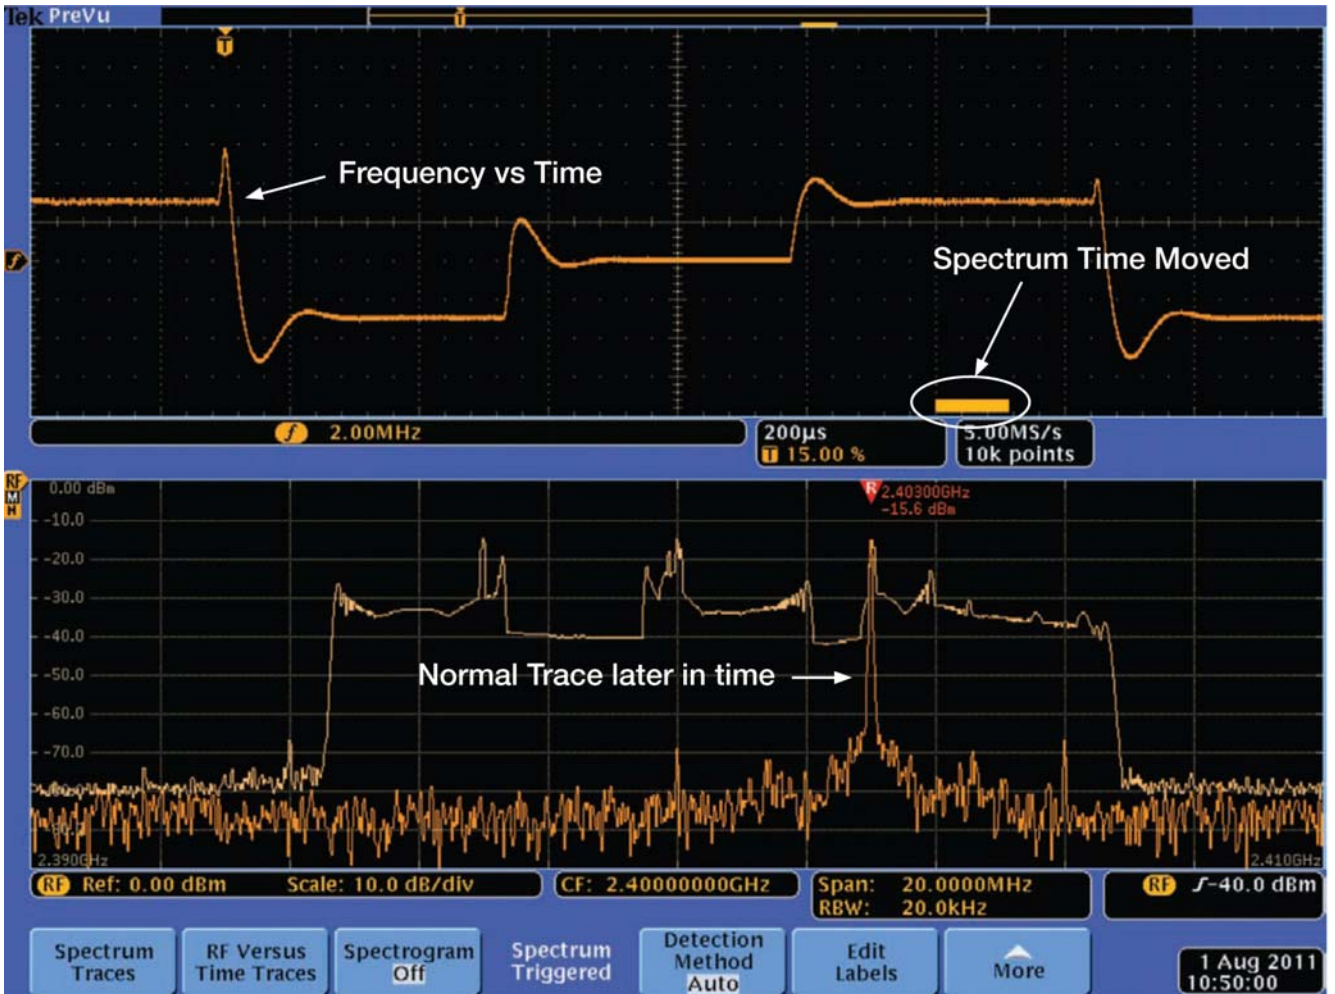 Tek PreVu
T
T
Frequency vs Time
f
Spectrum Time Moved
f 2.00MHz
200µs
T 15.00 %
5.00MS/s
10k points
RF
M
H
0.00 dBm
R
2.40300GHz
-15.6 dBm
-10.0
-20.0
-30.0
-40.0
-50.0
Normal Trace later in time
-60.0
-70.0
2.390GHz
2.410GHz
RF Ref: 0.00 dBm Scale: 10.0 dB/div
CF: 2.40000000GHz
Span: 20.0000MHz
RBW: 20.0kHz
RF -40.0 dBm
Spectrum
Traces
RF Versus
Time Traces
Spectrogram
Off
Spectrum
Triggered
Detection
Method
Auto
Edit
Labels
More
1 Aug 2011
10:50:00